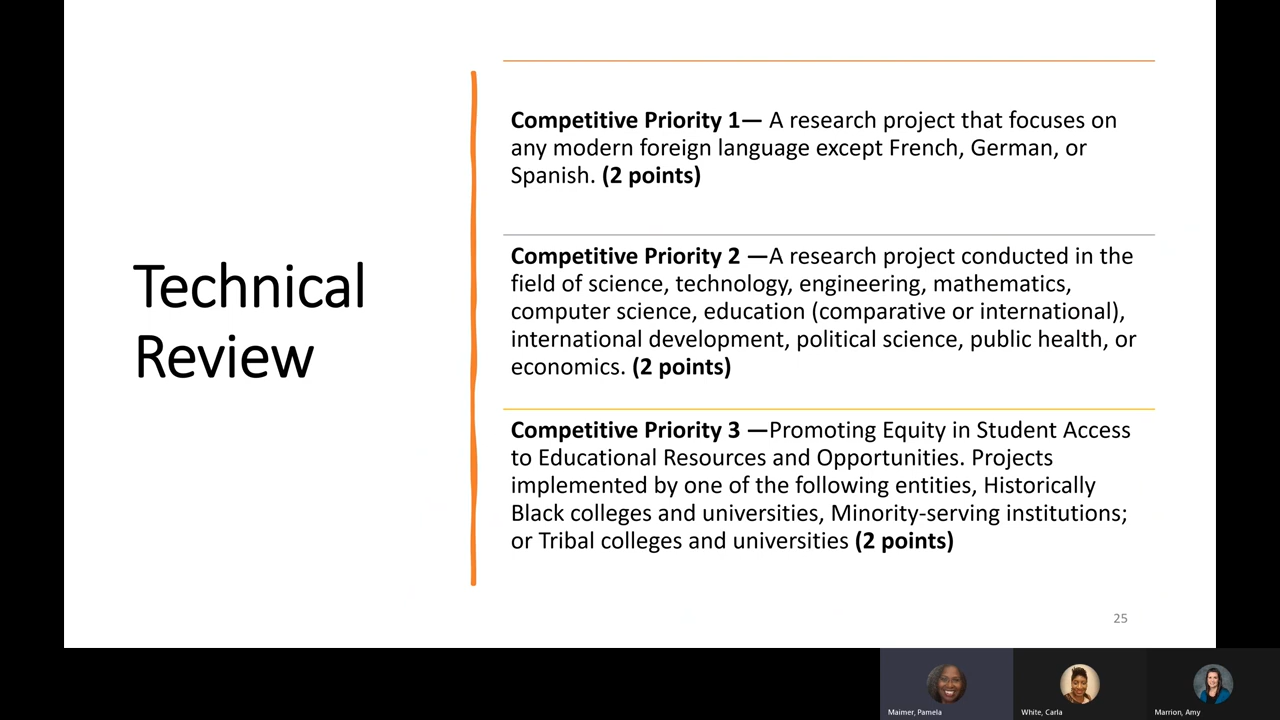 Technical
Review
Competitive Priority 1— A research project that focuses on
any modern foreign language except French, German, or
Spanish. (2 points)
Competitive Priority 2 —A research project conducted in the
field of science, technology, engineering, mathematics,
computer science, education (comparative or international),
international development, political science, public health, or
economics. (2 points)
Competitive Priority 3 —Promoting Equity in Student Access
to Educational Resources and Opportunities. Projects
implemented by one of the following entities, Historically
Black colleges and universities, Minority-serving institutions;
or Tribal colleges and universities (2 points)
25
Maimer, Pamela
White, Carla
Marrion, Amy